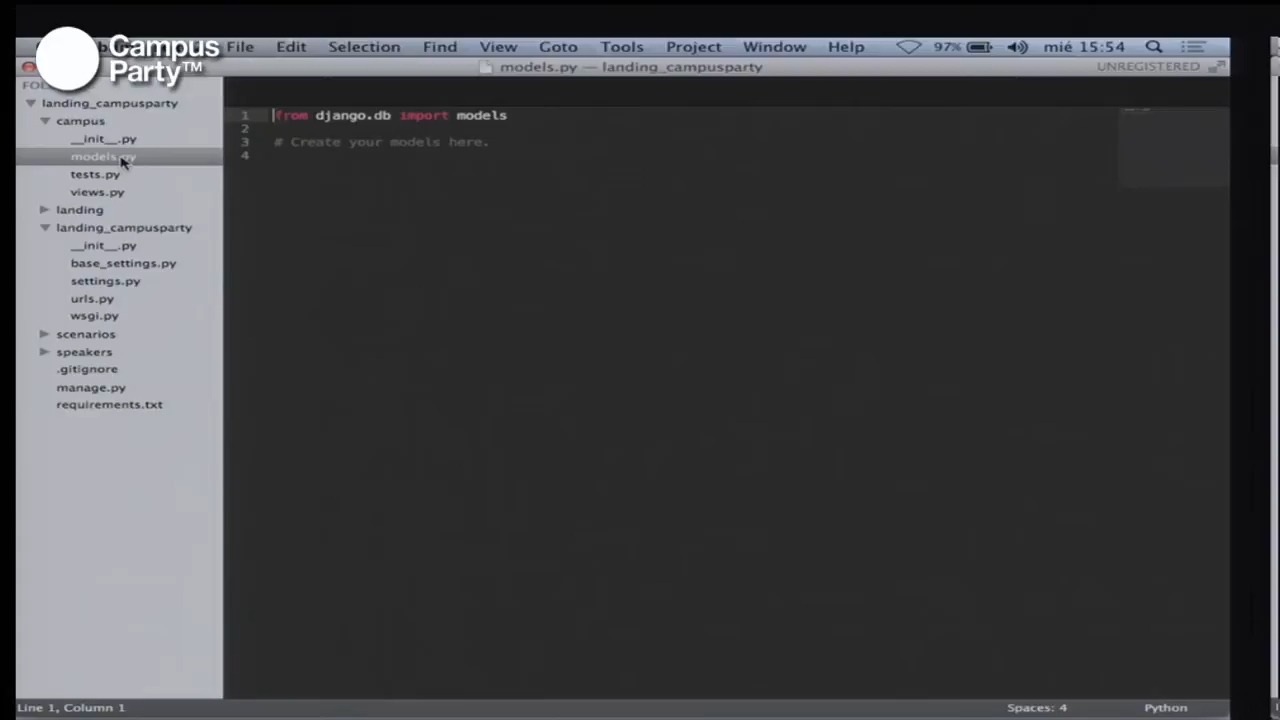 Campus
Party™
File Edit Selection Find View Goto Tools Project Window Help 97% mié 15:54
models.py — landing_campusparty UNREGISTERED
landing_campusparty
campus
__init__.py
models.py
tests.py
views.py
landing
landing_campusparty
__init__.py
base_settings.py
settings.py
urls.py
wsgi.py
scenarios
speakers
.gitignore
manage.py
requirements.txt
1 from django.db import models
2
3 # Create your models here.
4
Line 1, Column 1 Spaces: 4 Python